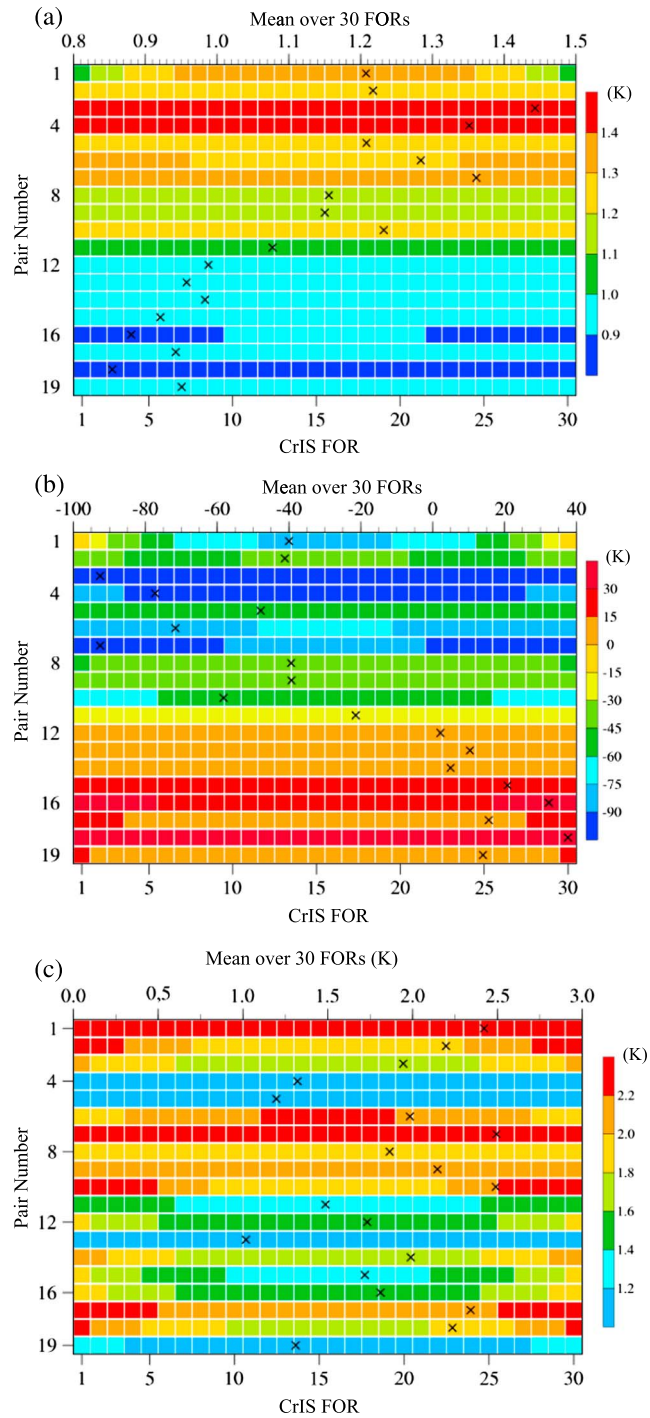 (a)
Mean over 30 FORs
0.8 0.9 1.0 1.1 1.2 1.3 1.4 1.5
(K)
1
4
8
12
16
19
Pair Number
1.4
1.3
1.2
1.1
1.0
0.9
1 5 10 15 20 25 30
CrIS FOR
(b)
Mean over 30 FORs
-100 -80 -60 -40 -20 0 20 40
(K)
1
4
8
12
16
19
Pair Number
30
15
0
-15
-30
-45
-60
-75
-90
1 5 10 15 20 25 30
CrIS FOR
(c)
Mean over 30 FORs (K)
0.0 0,5 1.0 1.5 2.0 2.5 3.0
(K)
1
4
8
12
16
19
Pair Number
2.2
2.0
1.8
1.6
1.4
1.2
1 5 10 15 20 25 30
CrIS FOR